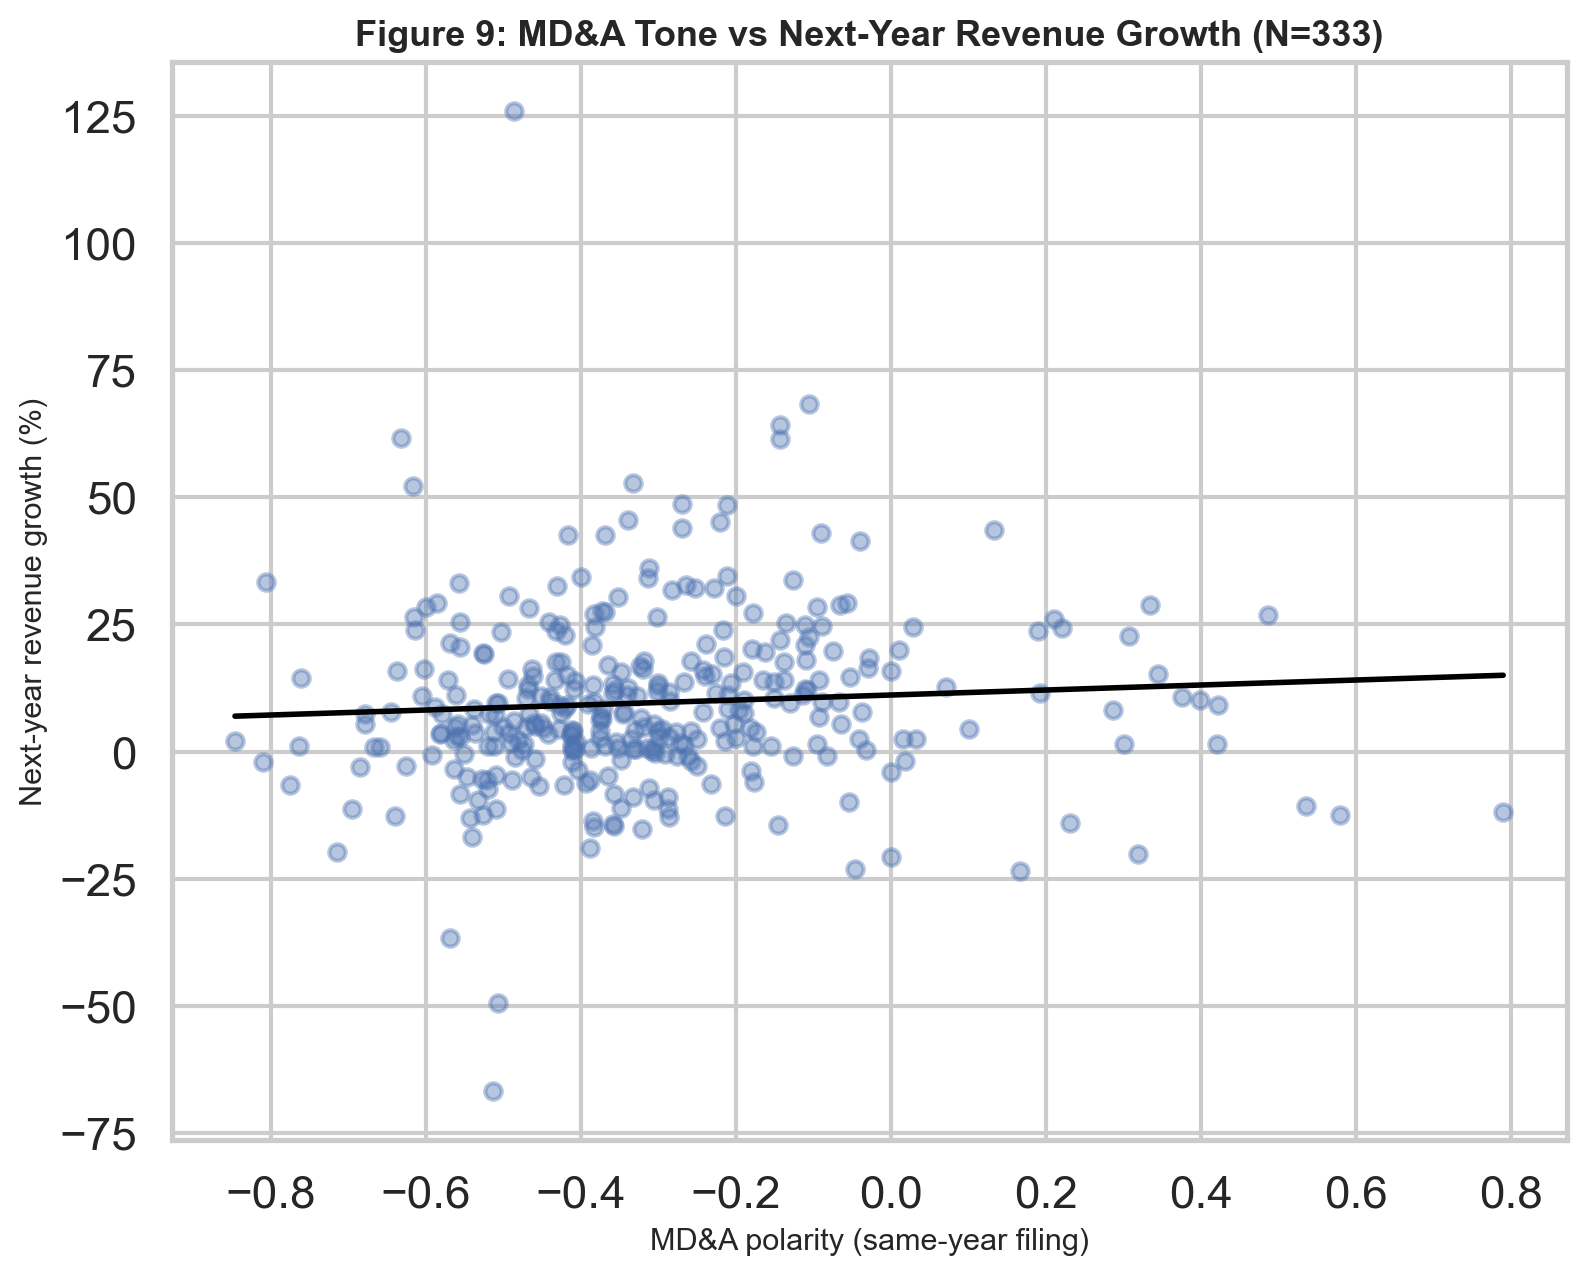 Figure 9: MD&A Tone vs Next-Year Revenue Growth (N=333)
125
100
75
50
25
0
−25
−50
−75
Next-year revenue growth (%)
−0.8 −0.6 −0.4 −0.2 0.0 0.2 0.4 0.6 0.8
MD&A polarity (same-year filing)